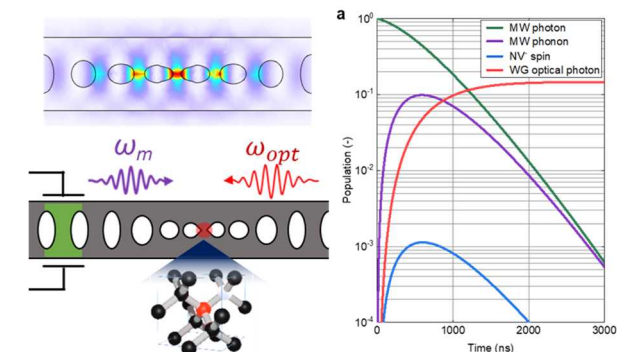 ω_m
ω_opt
a
MW photon
MW phonon
NV⁻ spin
WG optical photon
Population (-)
10⁰
10⁻¹
10⁻²
10⁻³
10⁻⁴
0
1000
2000
3000
Time (ns)